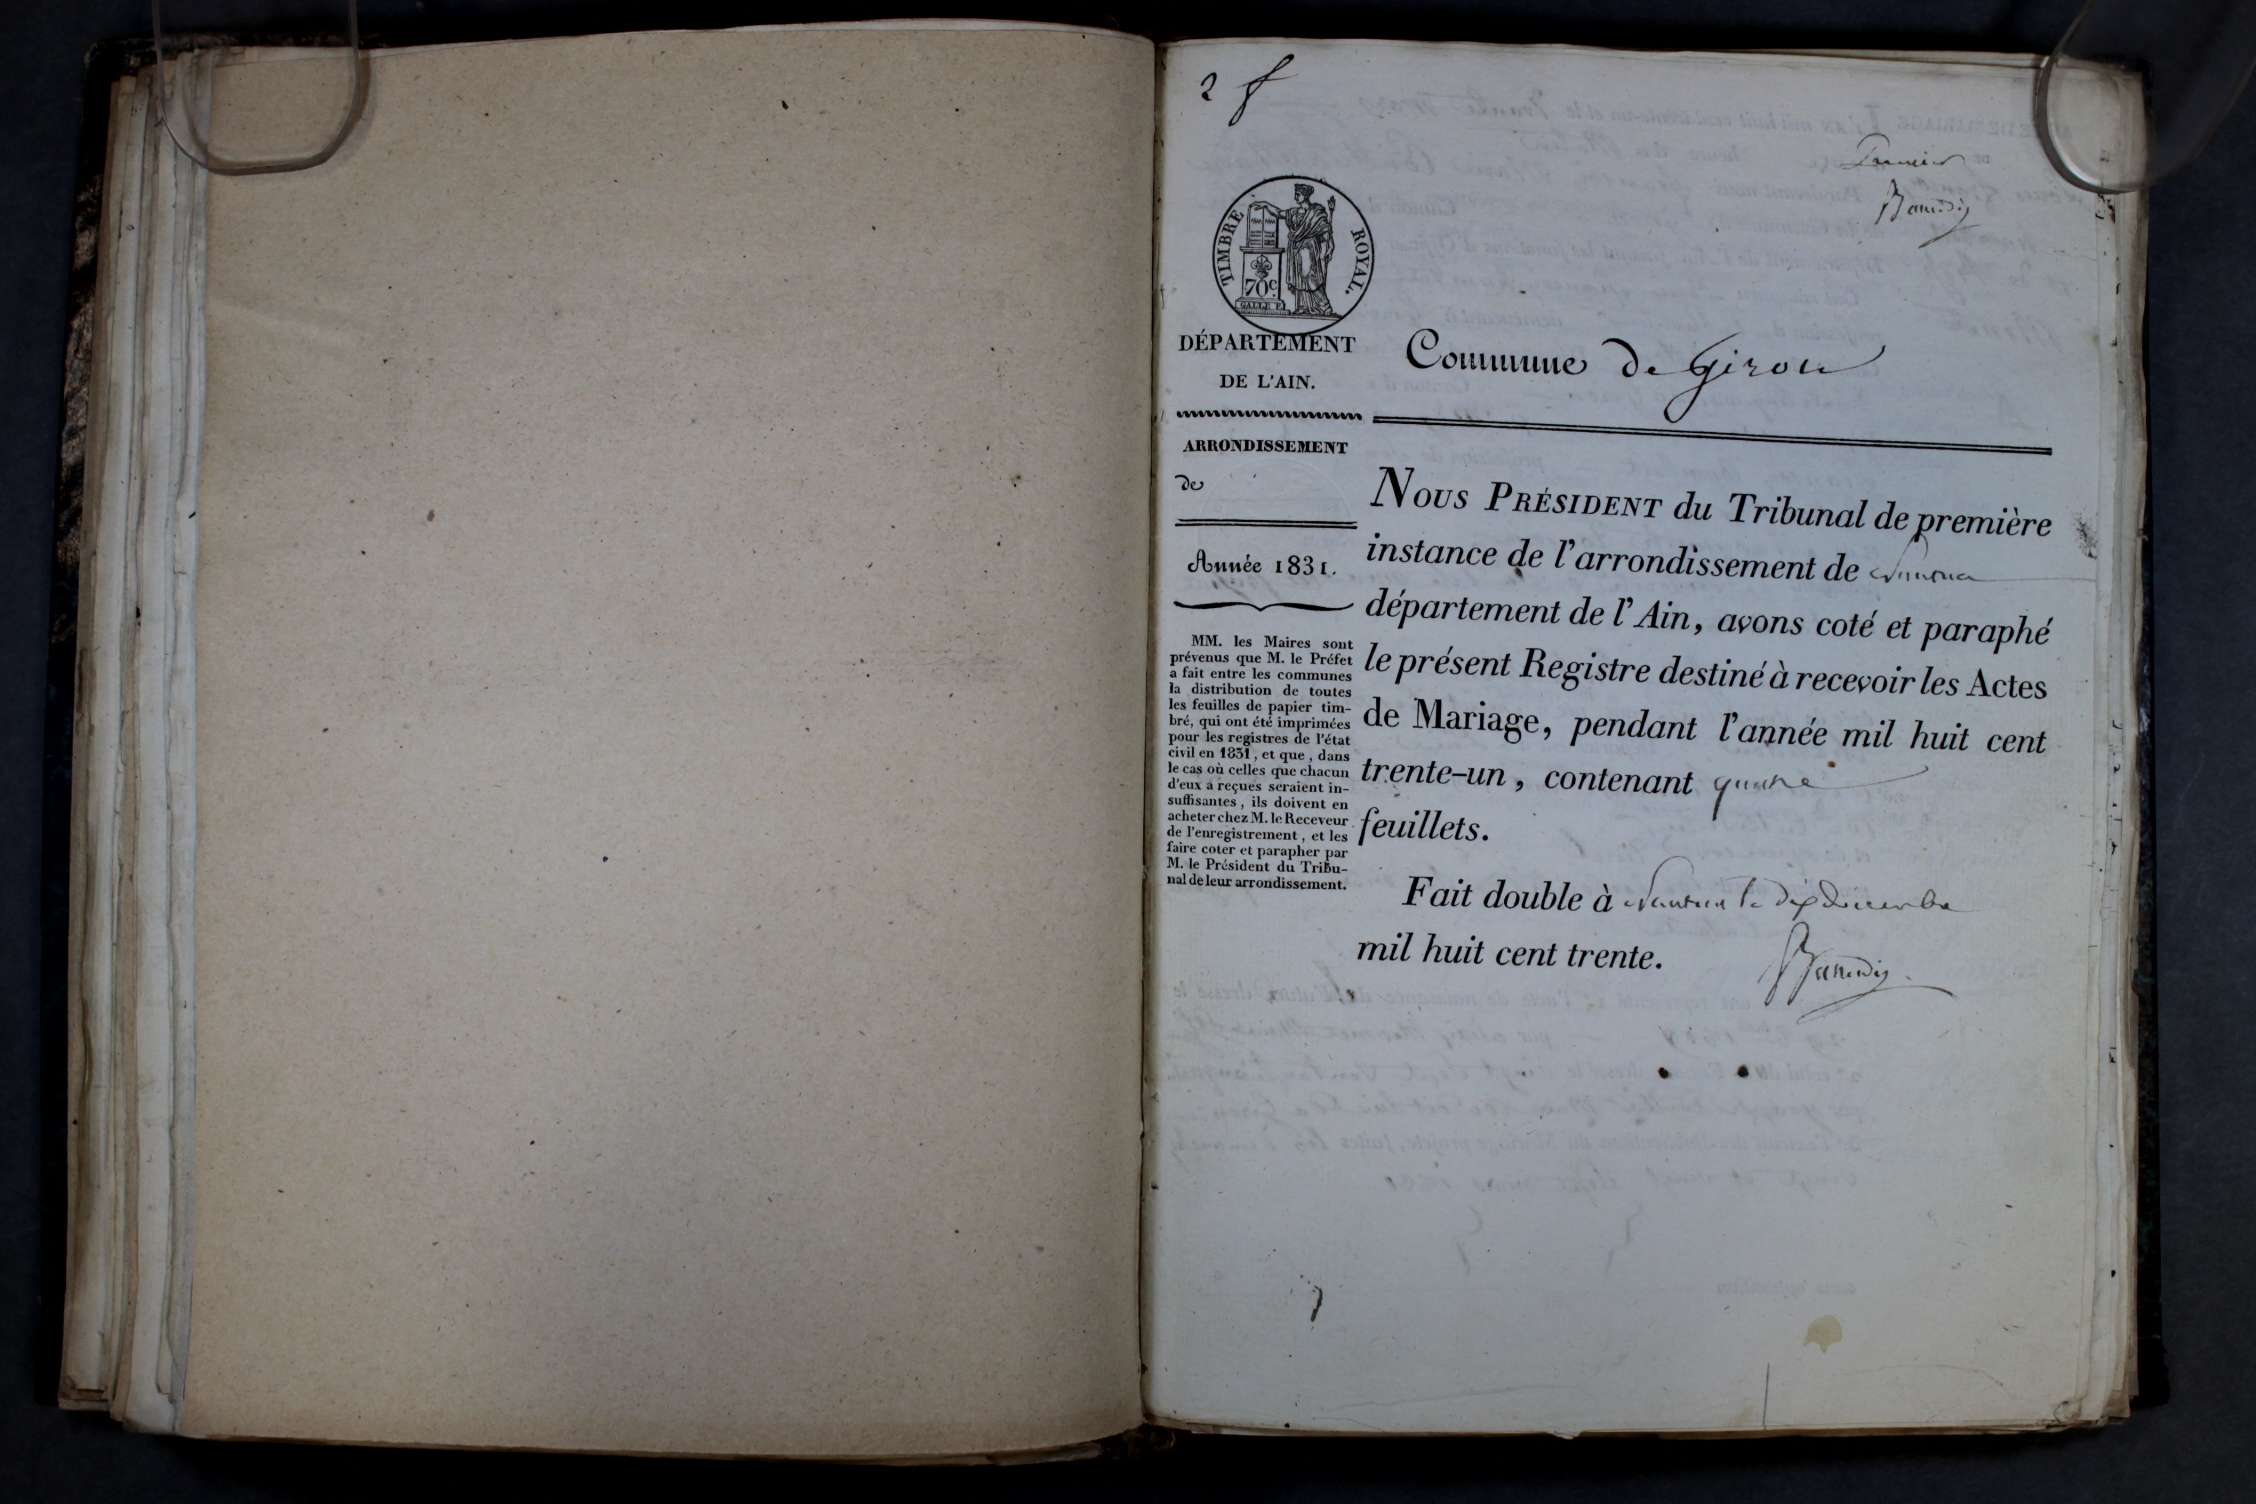 2 f
Premier
TIMBRE ROYAL.
70c.
GALLE F.
DÉPARTEMENT
DE L'AIN.
Commune de Giron
ARRONDISSEMENT
de
Année 1831.
MM. les Maires sont
prévenus que M. le Préfet
a fait entre les communes
la distribution de toutes
les feuilles de papier tim-
bré, qui ont été imprimées
pour les registres de l'état
civil en 1831, et que, dans
le cas où celles que chacun
d'eux a reçues seraient in-
suffisantes, ils doivent en
acheter chez M. le Receveur
de l'enregistrement, et les
faire coter et parapher par
M. le Président du Tribu-
nal de leur arrondissement.
NOUS PRÉSIDENT du Tribunal de première
instance de l'arrondissement de Nantua
département de l'Ain, avons coté et paraphé
le présent Registre destiné à recevoir les Actes
de Mariage, pendant l'année mil huit cent
trente-un, contenant quatre
feuillets.
Fait double à Nantua le dix décembre
mil huit cent trente.